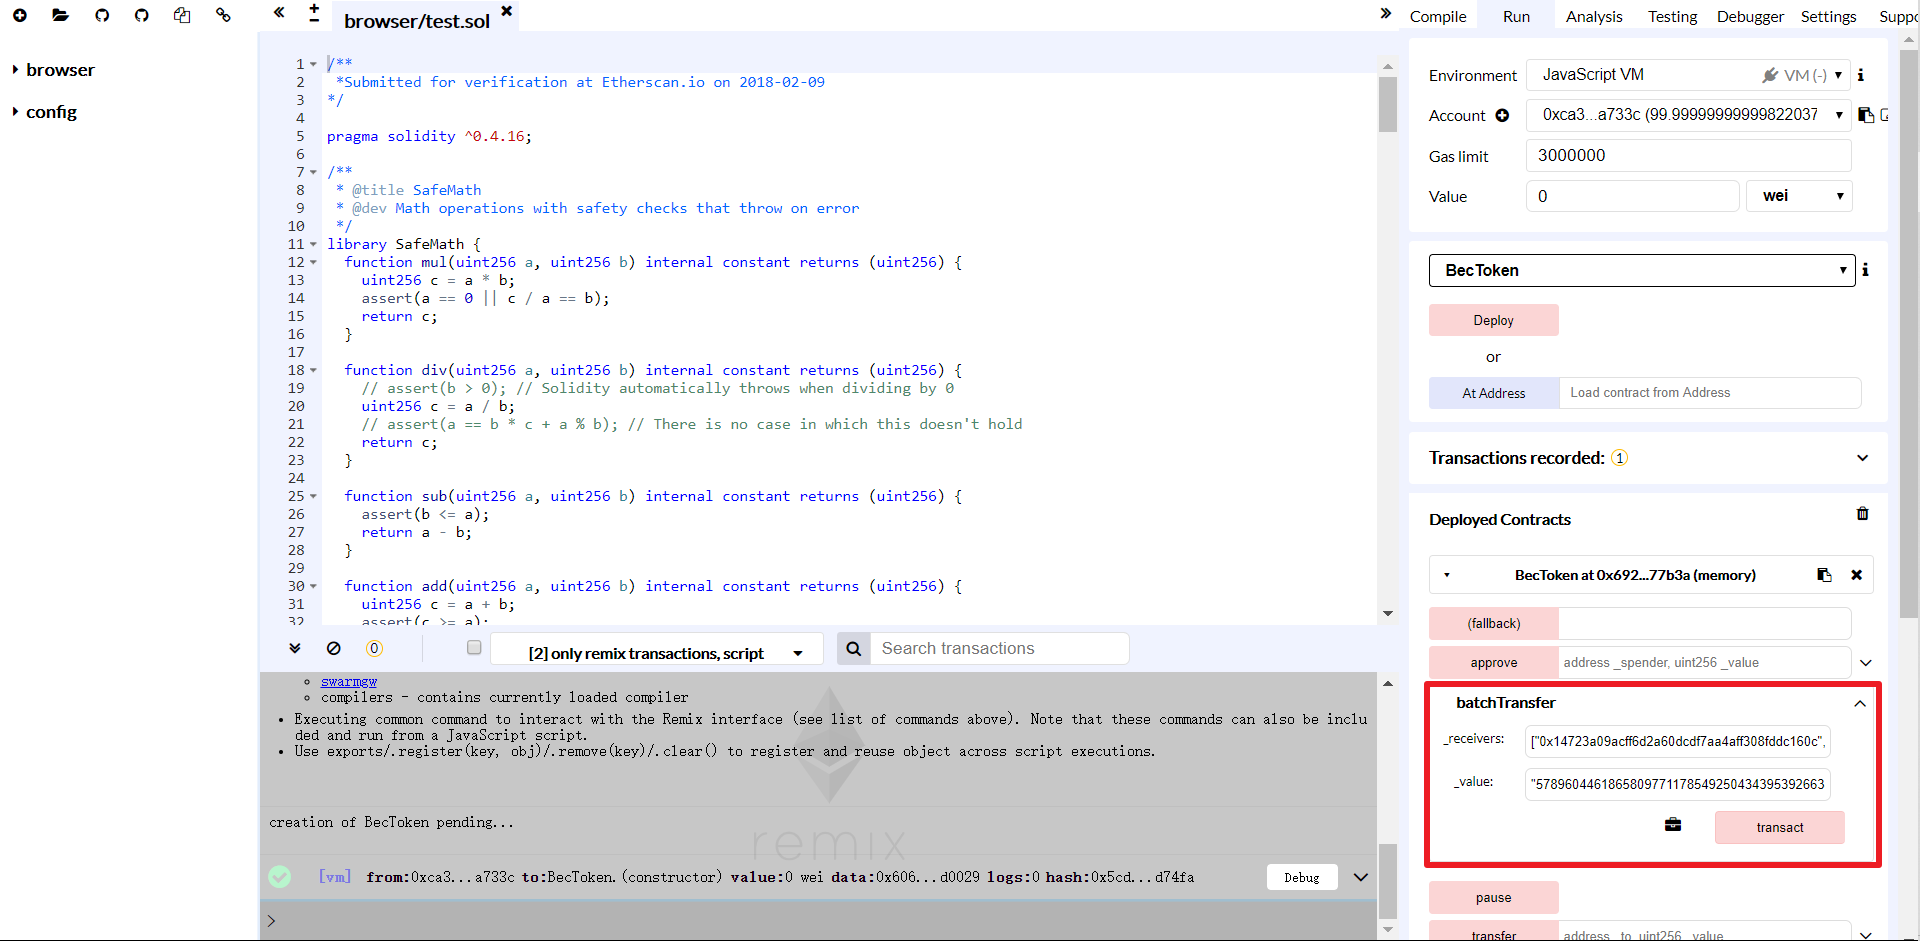 browser
config
browser/test.sol
1 /**
2 *Submitted for verification at Etherscan.io on 2018-02-09
3 */
4
5 pragma solidity ^0.4.16;
6
7 /**
8 * @title SafeMath
9 * @dev Math operations with safety checks that throw on error
10 */
11 library SafeMath {
12 function mul(uint256 a, uint256 b) internal constant returns (uint256) {
13 uint256 c = a * b;
14 assert(a == 0 || c / a == b);
15 return c;
16 }
17
18 function div(uint256 a, uint256 b) internal constant returns (uint256) {
19 // assert(b > 0); // Solidity automatically throws when dividing by 0
20 uint256 c = a / b;
21 // assert(a == b * c + a % b); // There is no case in which this doesn't hold
22 return c;
23 }
24
25 function sub(uint256 a, uint256 b) internal constant returns (uint256) {
26 assert(b <= a);
27 return a - b;
28 }
29
30 function add(uint256 a, uint256 b) internal constant returns (uint256) {
31 uint256 c = a + b;
32 assert(c >= a);
0
[2] only remix transactions, script
Search transactions
swarmgw
compilers - contains currently loaded compiler
Executing common command to interact with the Remix interface (see list of commands above). Note that these commands can also be inclu
ded and run from a JavaScript script.
Use exports/.register(key, obj)/.remove(key)/.clear() to register and reuse object across script executions.
remix
creation of BecToken pending...
[vm] from:0xca3...a733c to:BecToken.(constructor) value:0 wei data:0x606...d0029 logs:0 hash:0x5cd...d74fa
Debug
>
Compile Run Analysis Testing Debugger Settings Suppo
Environment JavaScript VM VM (-)
Account 0xca3...a733c (99.99999999999822037
Gas limit 3000000
Value 0 wei
BecToken
Deploy
or
At Address Load contract from Address
Transactions recorded: 1
Deployed Contracts
BecToken at 0x692...77b3a (memory)
(fallback)
approve address _spender, uint256 _value
batchTransfer
_receivers: ["0x14723a09acff6d2a60dcdf7aa4aff308fddc160c",
_value: "5789604461865809771178549250434395392663
transact
pause
transfer address _to, uint256 _value